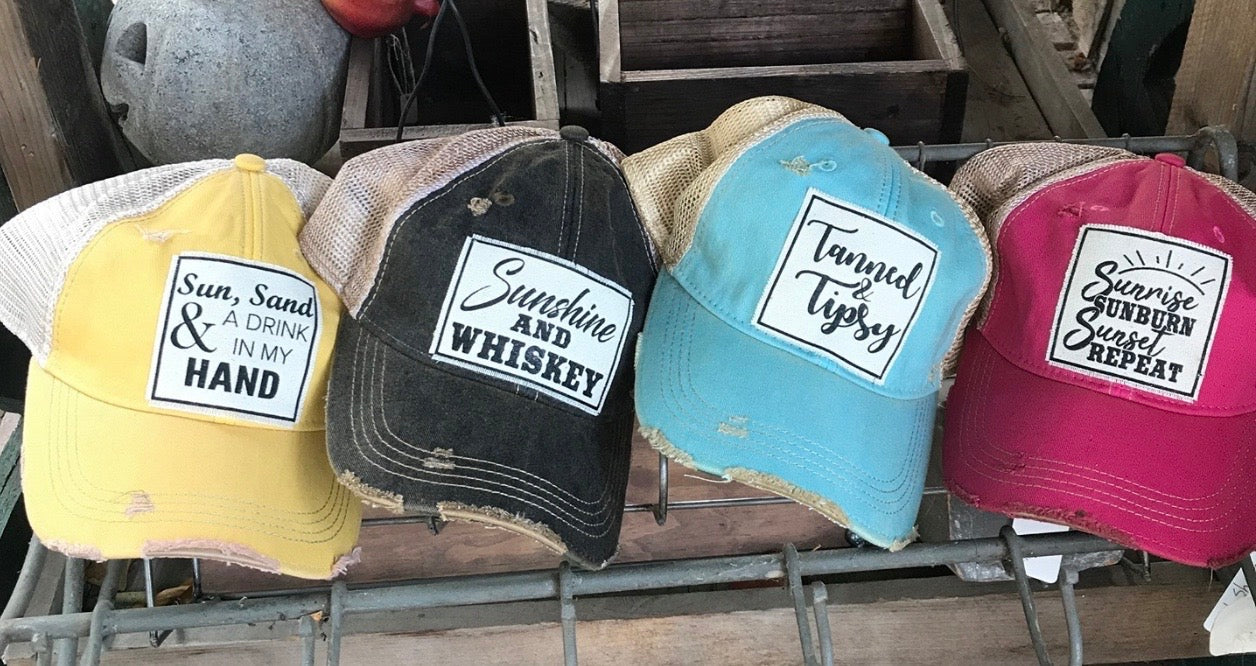 Sun, Sand
& A DRINK
IN MY
HAND
Sunshine
AND
WHISKEY
Tanned
&
Tipsy
Sunrise
SUNBURN
Sunset
REPEAT